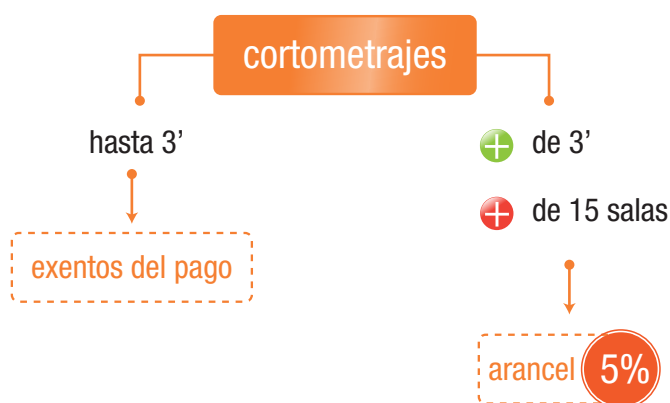 cortometrajes
hasta 3’
exentos del pago
+ de 3’
+ de 15 salas
arancel 5%